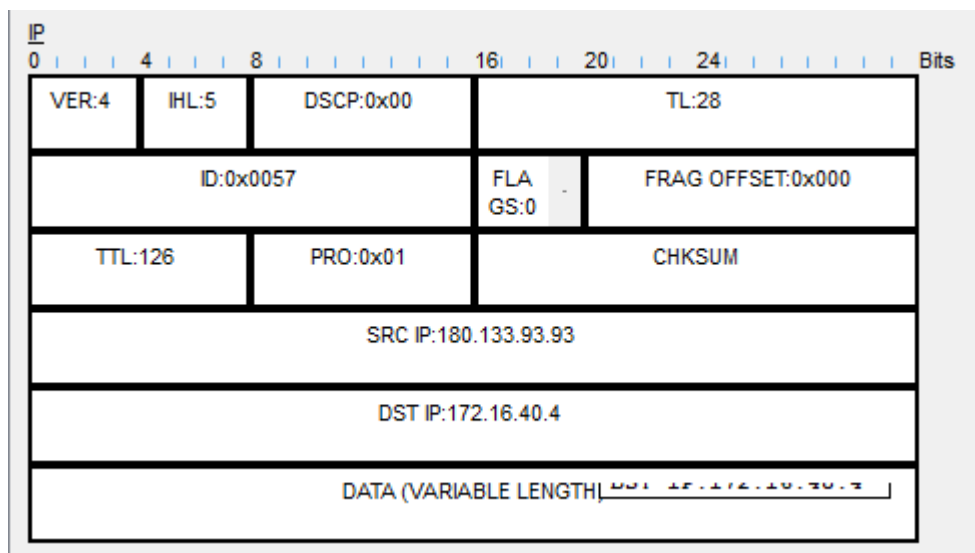 IP
0 4 8 16 20 24 Bits
VER:4 IHL:5 DSCP:0x00 TL:28
ID:0x0057 FLA
GS:0 FRAG OFFSET:0x000
TTL:126 PRO:0x01 CHKSUM
SRC IP:180.133.93.93
DST IP:172.16.40.4
DATA (VARIABLE LENGTH